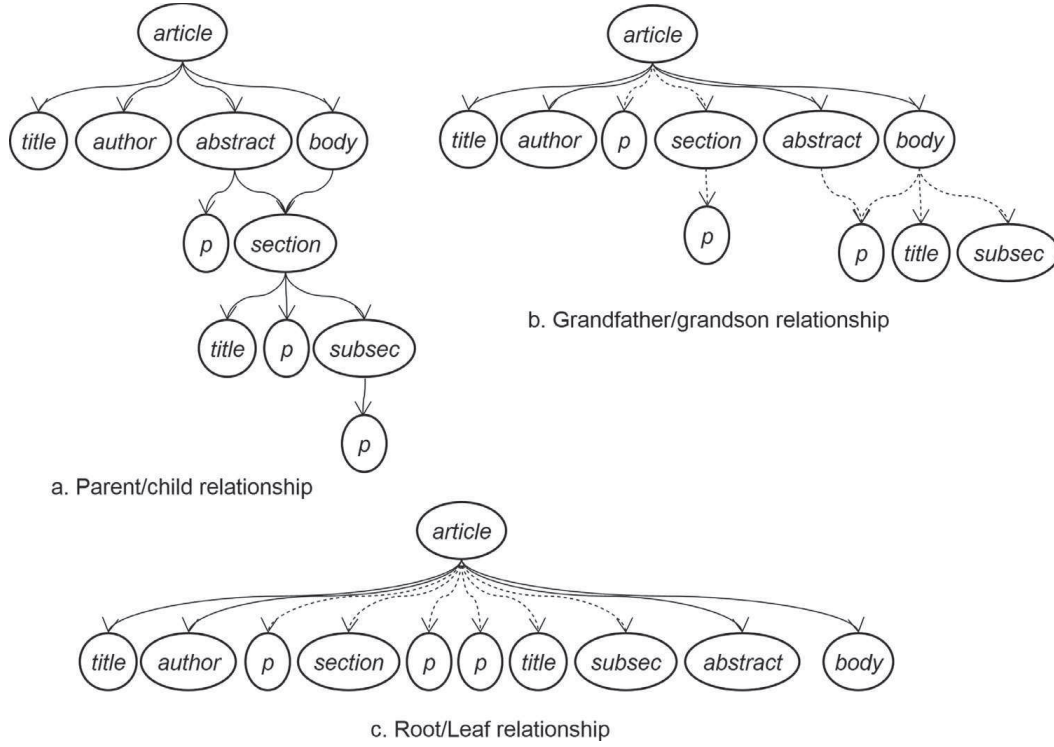 article
title author abstract body
p section
title p subsec
p
a. Parent/child relationship
article
title author p section abstract body
p
p title subsec
b. Grandfather/grandson relationship
article
title author p section p p title subsec abstract body
c. Root/Leaf relationship